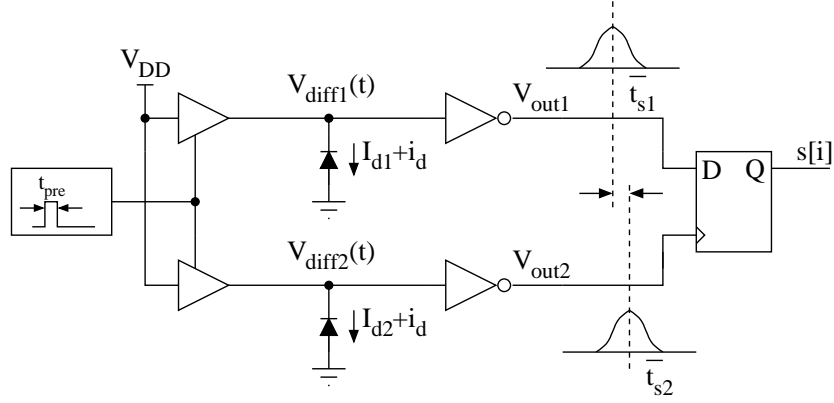 V_DD
V_diff1(t)
V_out1
t_s1
I_d1+i_d
D Q
s[i]
t_pre
V_diff2(t)
V_out2
I_d2+i_d
t_s2